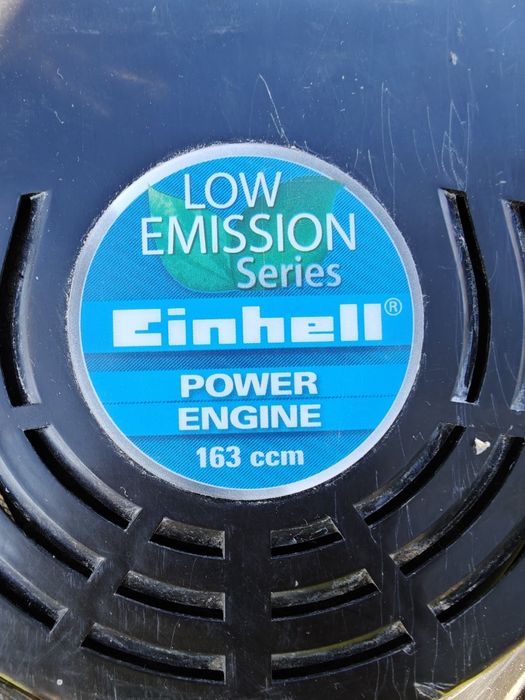 LOW
EMISSION
Series
Einhell®
POWER
ENGINE
163 ccm